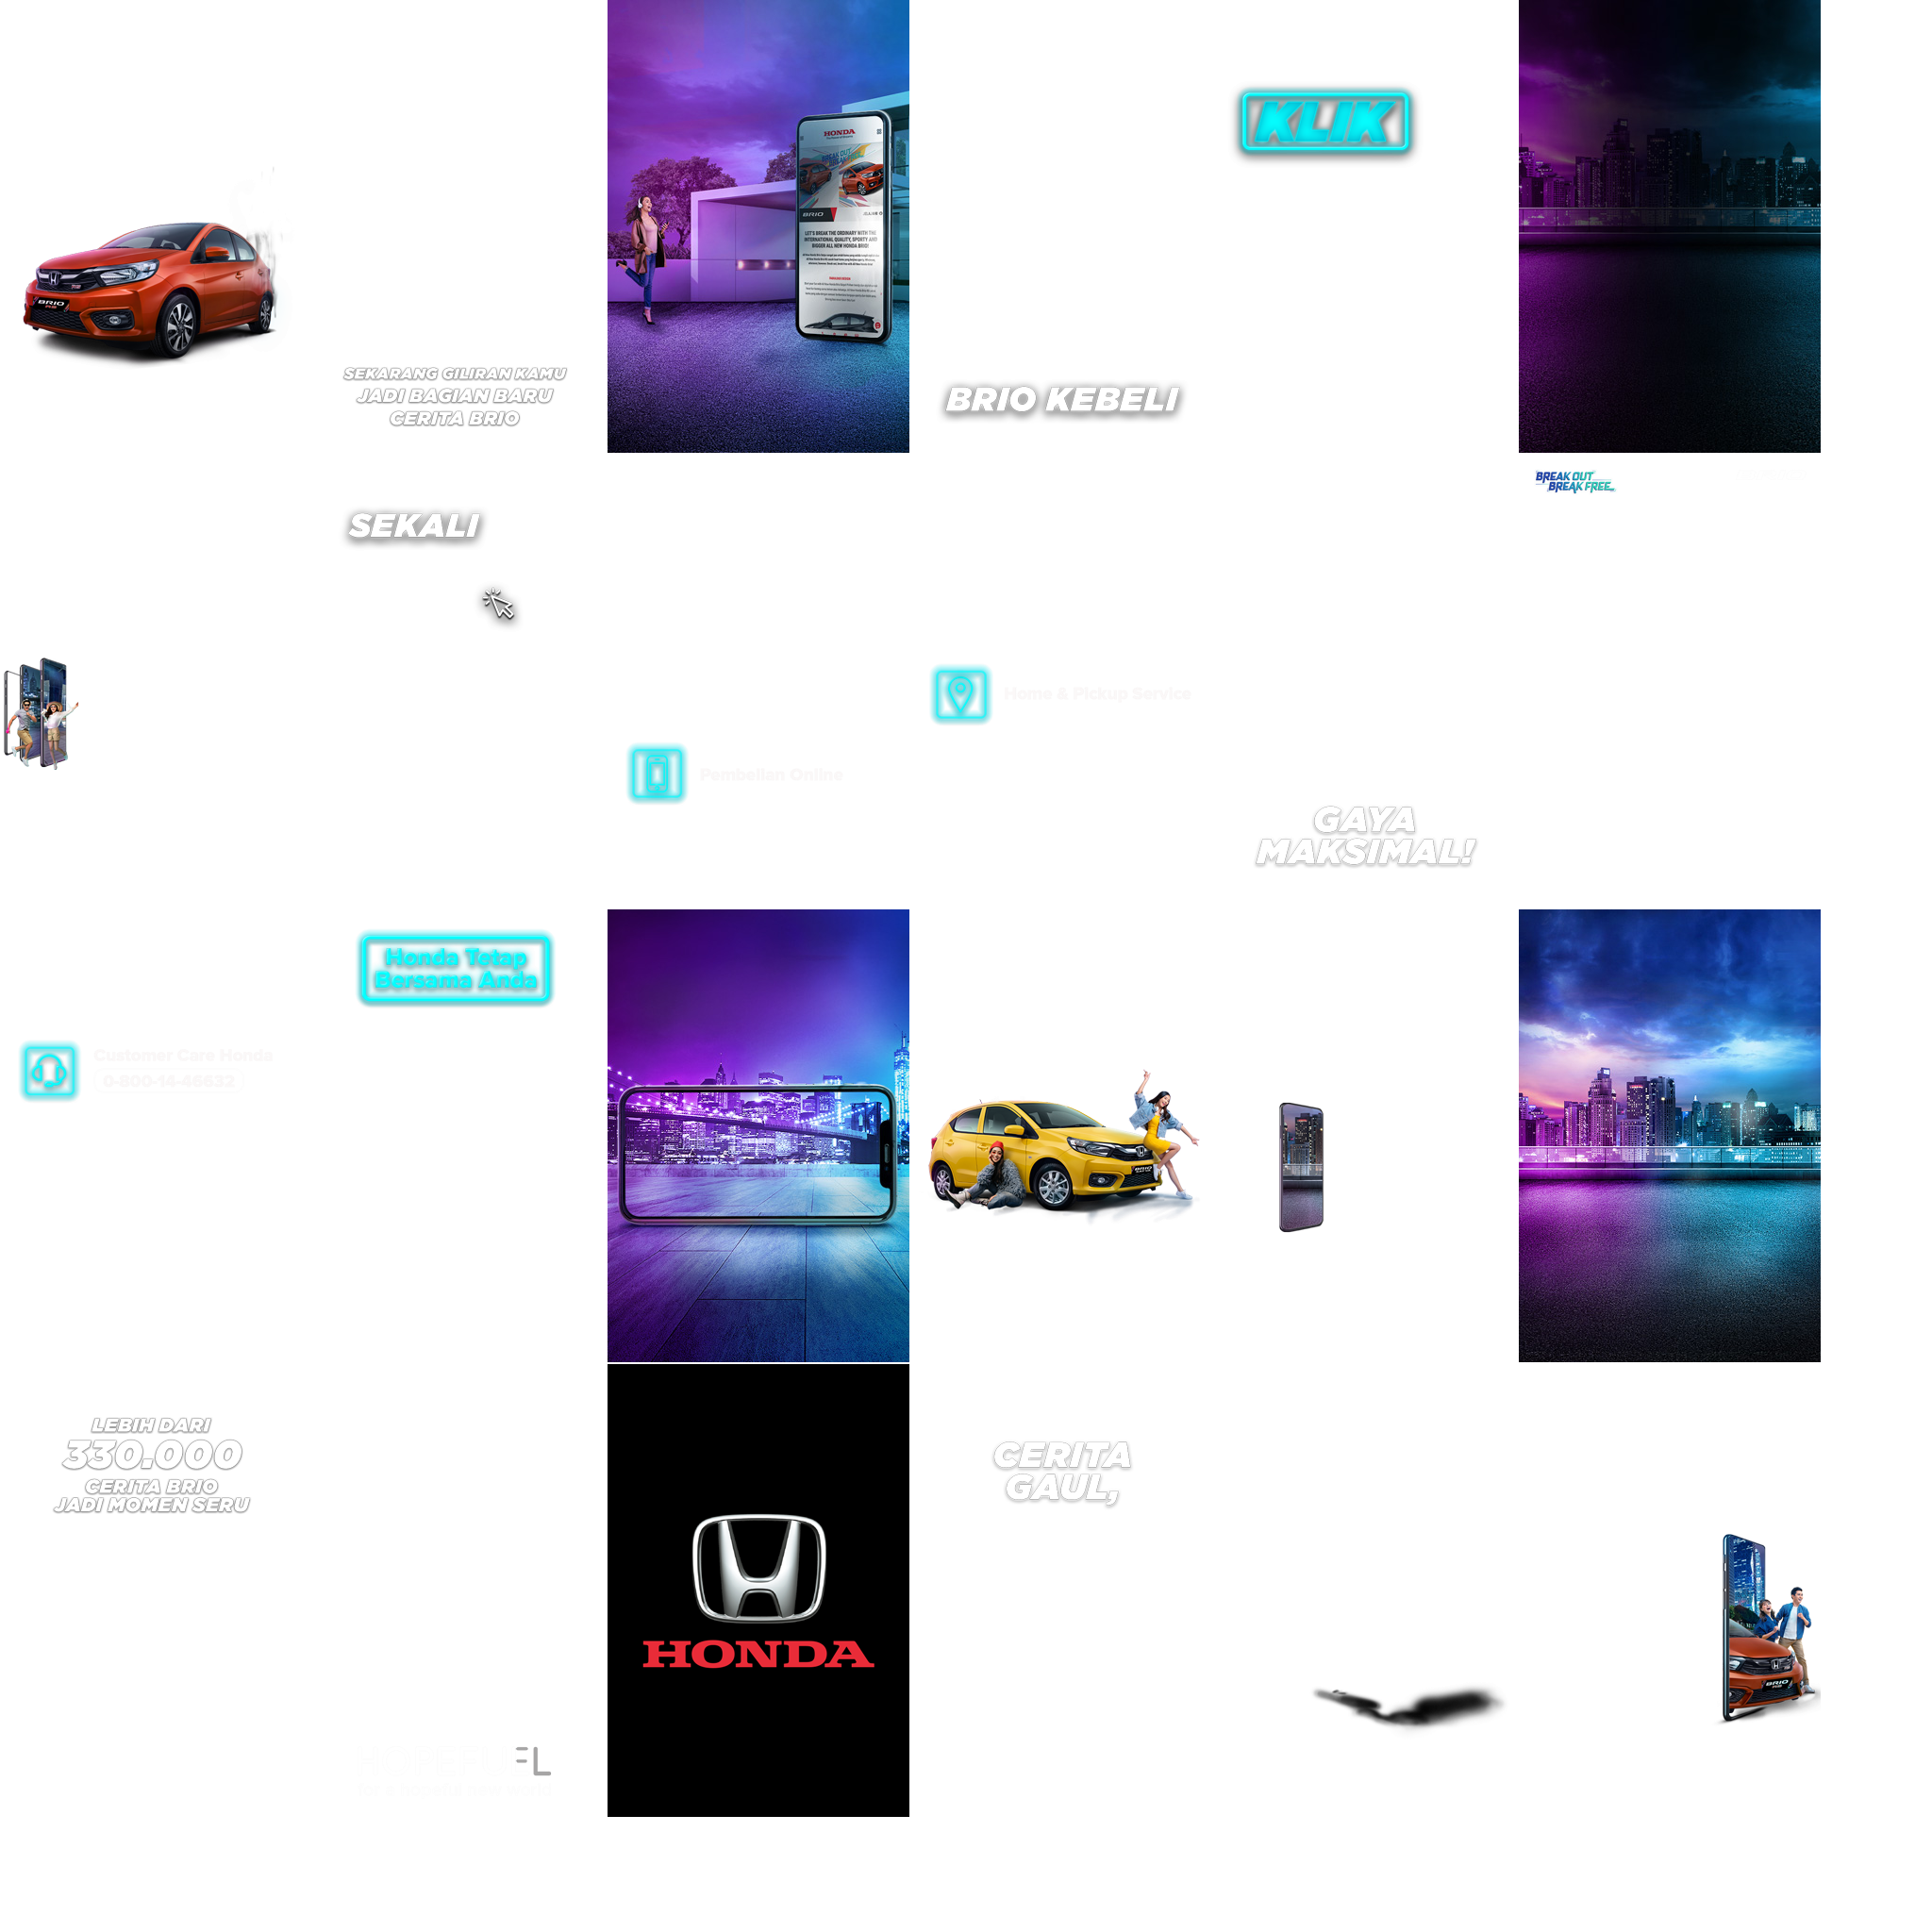 KLIK
HONDA
BREAK OUT
BRIO
LET'S BREAK THE ORDINARY WITH THE
INTERNATIONAL QUALITY, SPORTY AND
BIGGER ALL NEW HONDA BRIO!
BRIO
SEKARANG GILIRAN KAMU
JADI BAGIAN BARU
CERITA BRIO
BRIO KEBELI
BREAK OUT
BREAK FREE
SEKALI
Home & Pickup Service
Pembelian Online
GAYA
MAKSIMAL!
Honda Tetap
Bersama Anda
Customer Care Honda
0-800-14-46632
BRIO
LEBIH DARI
330.000
CERITA BRIO
JADI MOMEN SERU
CERITA
GAUL,
HONDA
BRIO